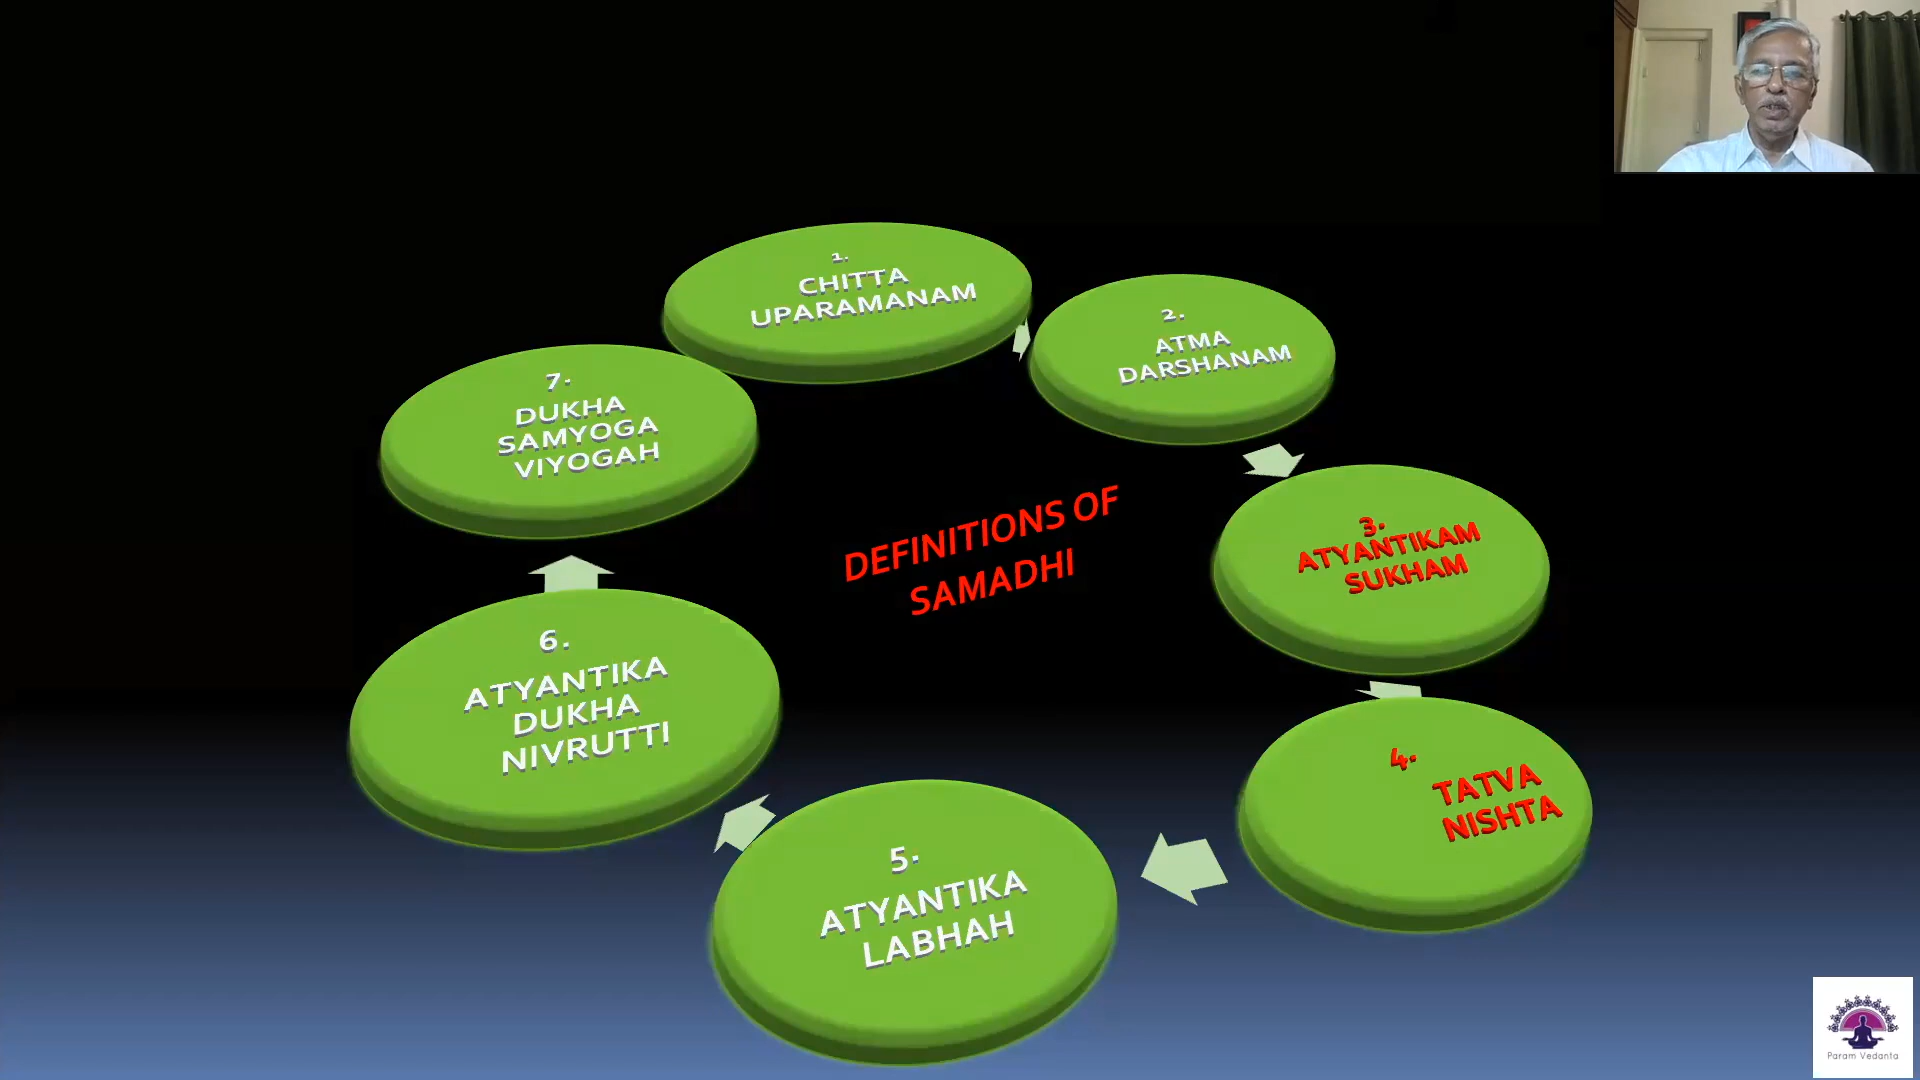 1.
CHITTA
UPARAMANAM
2.
ATMA
DARSHANAM
3.
ATYANTIKAM
SUKHAM
4.
TATVA
NISHTA
5.
ATYANTIKA
LABHAH
6.
ATYANTIKA
DUKHA
NIVRUTTI
7.
DUKHA
SAMYOGA
VIYOGAH
DEFINITIONS OF
SAMADHI
Param Vedanta